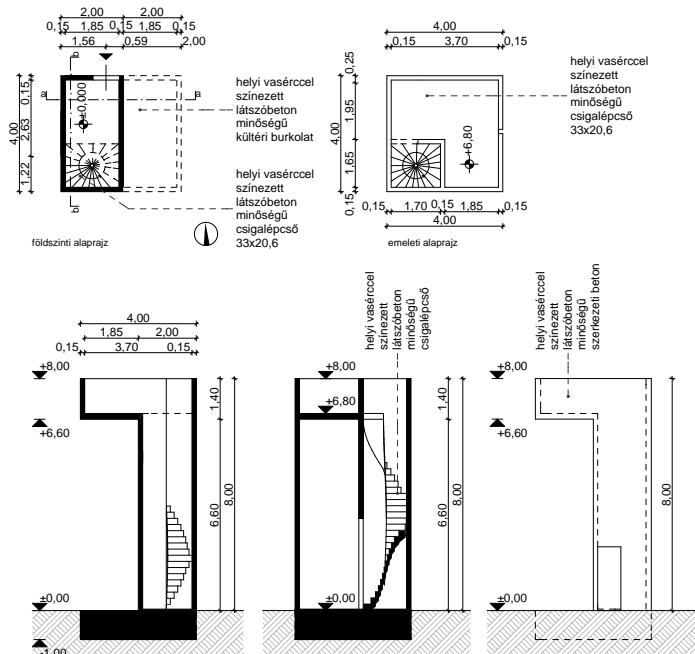 2,00 2,00
0,15 1,85 0,15 1,85 0,15
1,56 0,59 2,00
b
a a
±0,000
4,00
0,15 2,63 1,22
b
helyi vasérccel
színezett
látszóbeton
minőségű
kültéri burkolat
helyi vasérccel
színezett
látszóbeton
minőségű
csigalépcső
33x20,6
földszinti alaprajz
4,00
0,15 3,70 0,15
0,25
1,95
4,00
1,65
0,15
+6,80
0,15 1,70 0,15 1,85 0,15
4,00
helyi vasérccel
színezett
látszóbeton
minőségű
csigalépcső
33x20,6
emeleti alaprajz
4,00
1,85 2,00
0,15 3,70 0,15
+8,00
+6,60
1,40
6,60
8,00
±0,00
-1,00
helyi vasérccel
színezett
látszóbeton
minőségű
csigalépcső
+8,00
+6,80
1,40
6,60
8,00
±0,00
helyi vasérccel
színezett
látszóbeton
minőségű
szerkezeti beton
+8,00
+6,60
8,00
±0,00